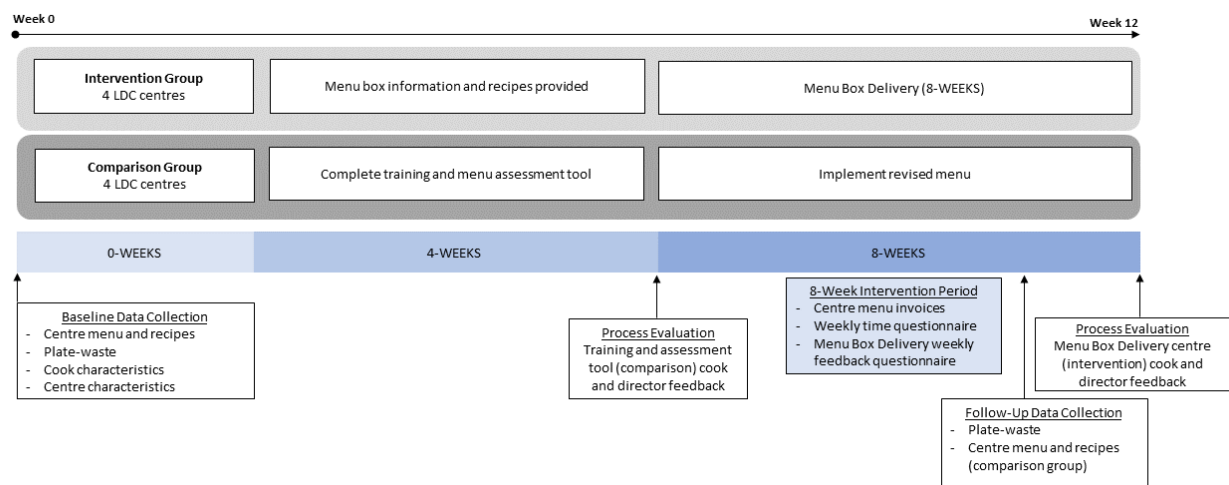 Week 0
Week 12
Intervention Group
4 LDC centres
Menu box information and recipes provided
Menu Box Delivery (8-WEEKS)
Comparison Group
4 LDC centres
Complete training and menu assessment tool
Implement revised menu
0-WEEKS
4-WEEKS
8-WEEKS
Baseline Data Collection
- Centre menu and recipes
- Plate-waste
- Cook characteristics
- Centre characteristics
Process Evaluation
Training and assessment
tool (comparison) cook
and director feedback
8-Week Intervention Period
- Centre menu invoices
- Weekly time questionnaire
- Menu Box Delivery weekly
feedback questionnaire
Process Evaluation
Menu Box Delivery centre
(intervention) cook and
director feedback
Follow-Up Data Collection
- Plate-waste
- Centre menu and recipes
(comparison group)